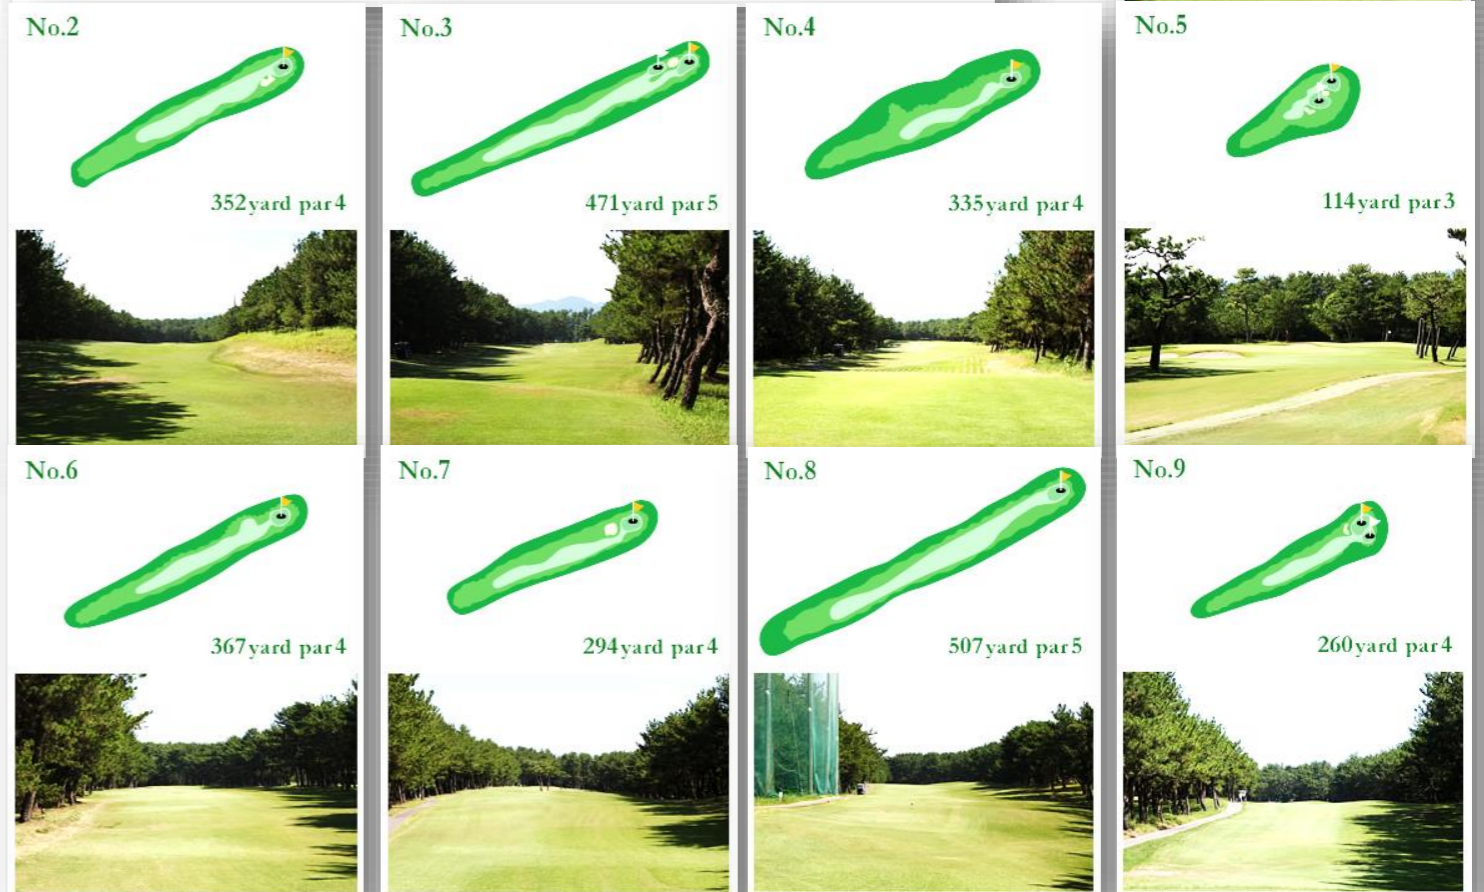 No.2
352yard par4
No.3
471yard par5
No.4
335yard par4
No.5
114yard par3
No.6
367yard par4
No.7
294yard par4
No.8
507yard par5
No.9
260yard par4